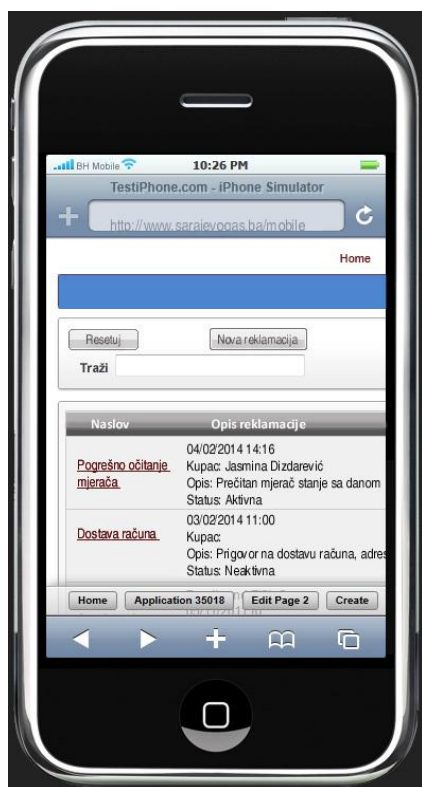 BH Mobile 10:26 PM
TestiPhone.com - iPhone Simulator
http://www.sarajevogas.ba/mobile
Home
Resetuj Nova reklamacija
Traži
Naslov Opis reklamacije
04/02/2014 14:16
Pogrešno očitanje Kupac: Jasmina Dizdarević
mjerača Opis: Prečitan mjerač stanje sa danom
Status: Aktivna
03/02/2014 11:00
Dostava računa Kupac:
Opis: Prigovor na dostavu računa, adres
Status: Neaktivna
Home Application 35018 Edit Page 2 Create